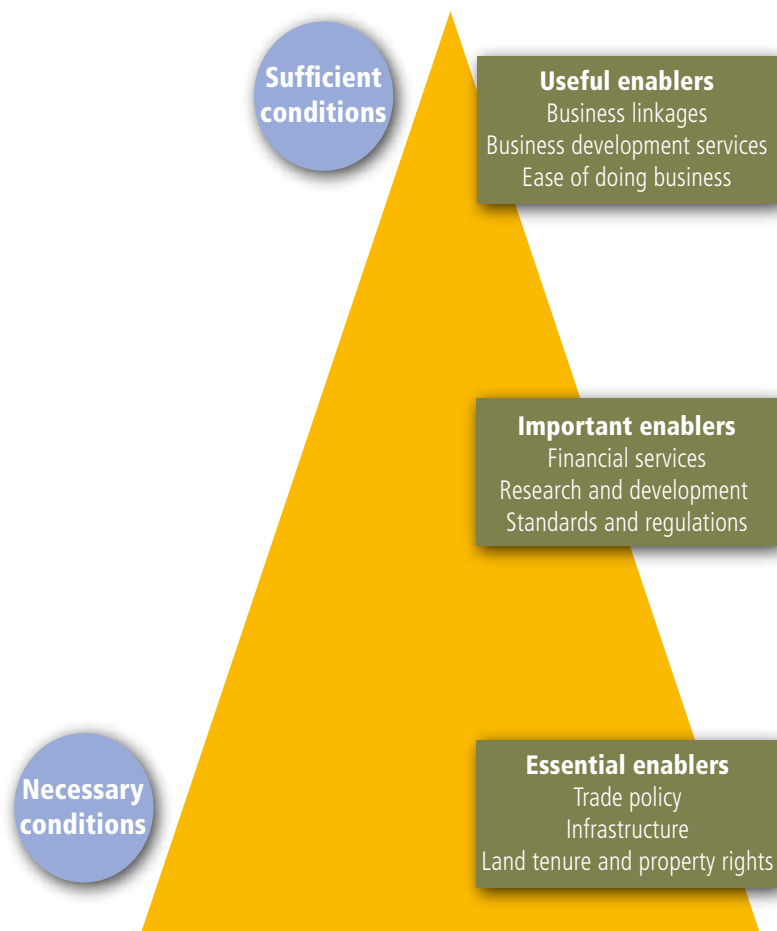 Sufficient
conditions
Useful enablers
Business linkages
Business development services
Ease of doing business
Important enablers
Financial services
Research and development
Standards and regulations
Necessary
conditions
Essential enablers
Trade policy
Infrastructure
Land tenure and property rights